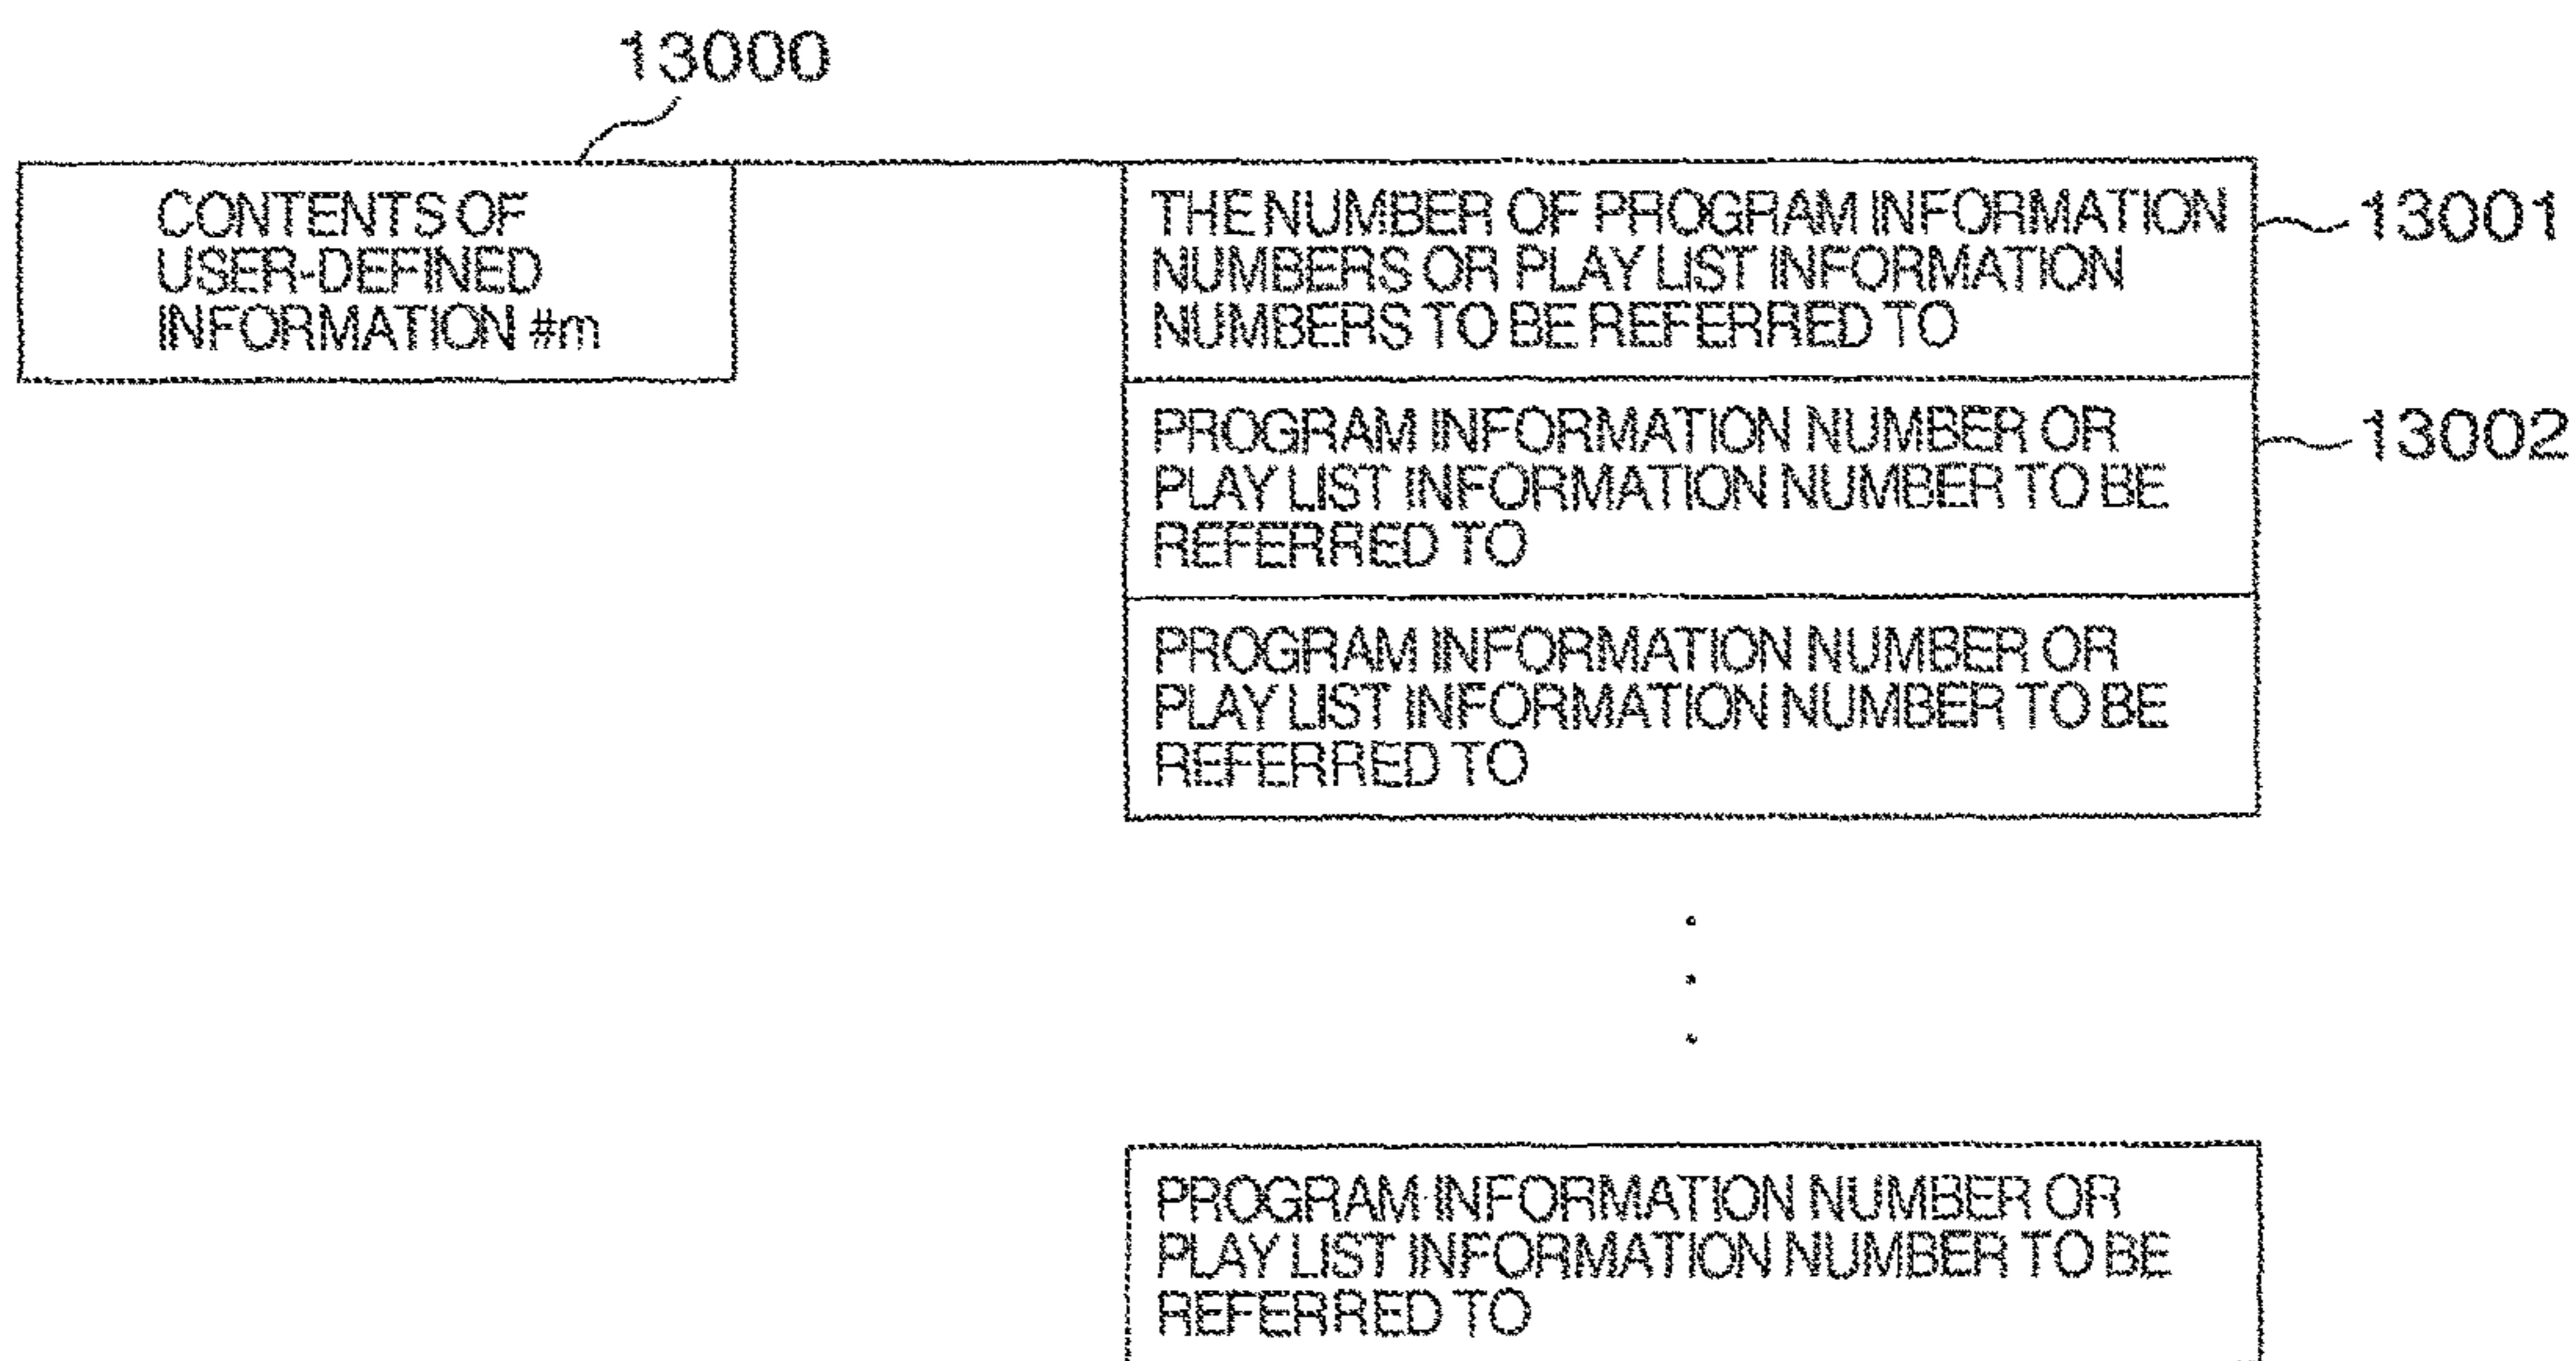 13000
CONTENTS OF
USER-DEFINED
INFORMATION #m
THE NUMBER OF PROGRAM INFORMATION
NUMBERS OR PLAY LIST INFORMATION
NUMBERS TO BE REFERRED TO
13001
PROGRAM INFORMATION NUMBER OR
PLAY LIST INFORMATION NUMBER TO BE
REFERRED TO
13002
PROGRAM INFORMATION NUMBER OR
PLAY LIST INFORMATION NUMBER TO BE
REFERRED TO
PROGRAM INFORMATION NUMBER OR
PLAY LIST INFORMATION NUMBER TO BE
REFERRED TO